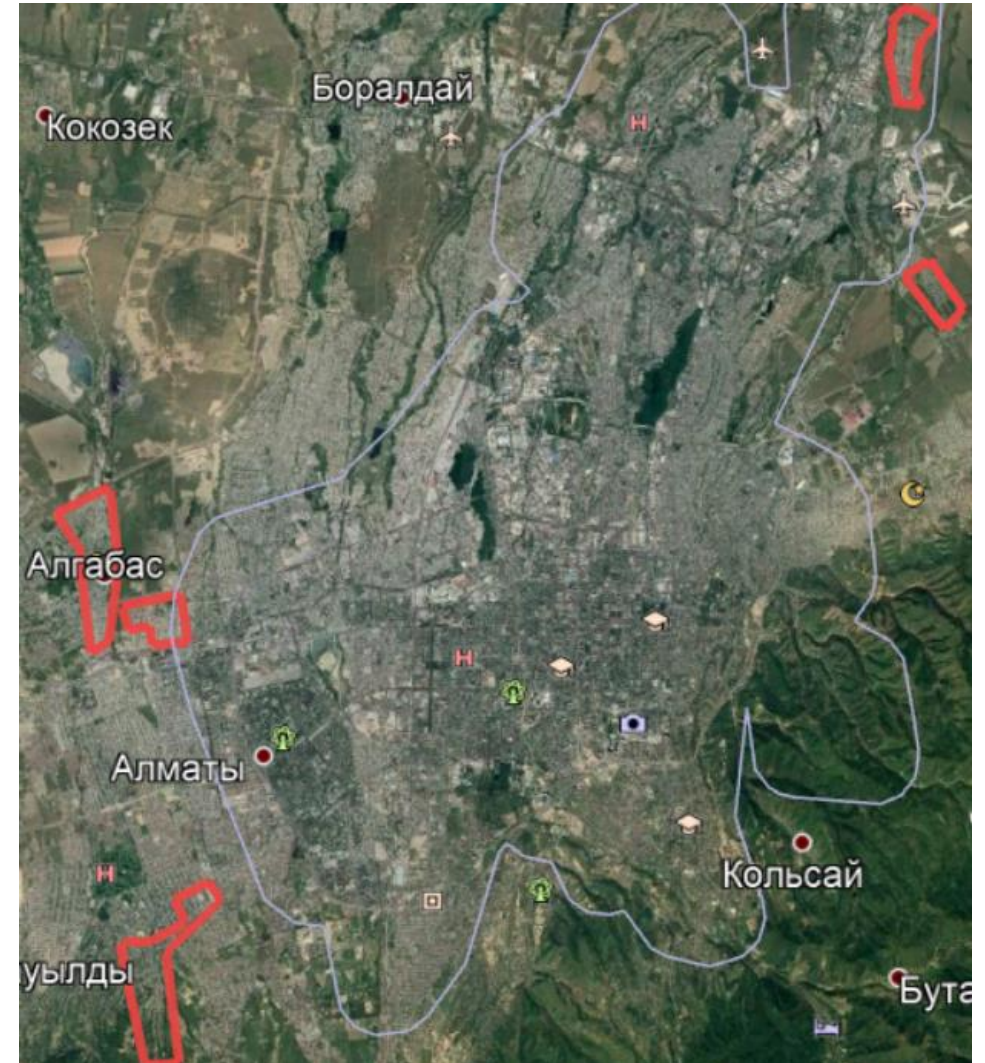 Боралдай
Кокозек
Алгабас
Алматы
Кольсай
уылды
Бута